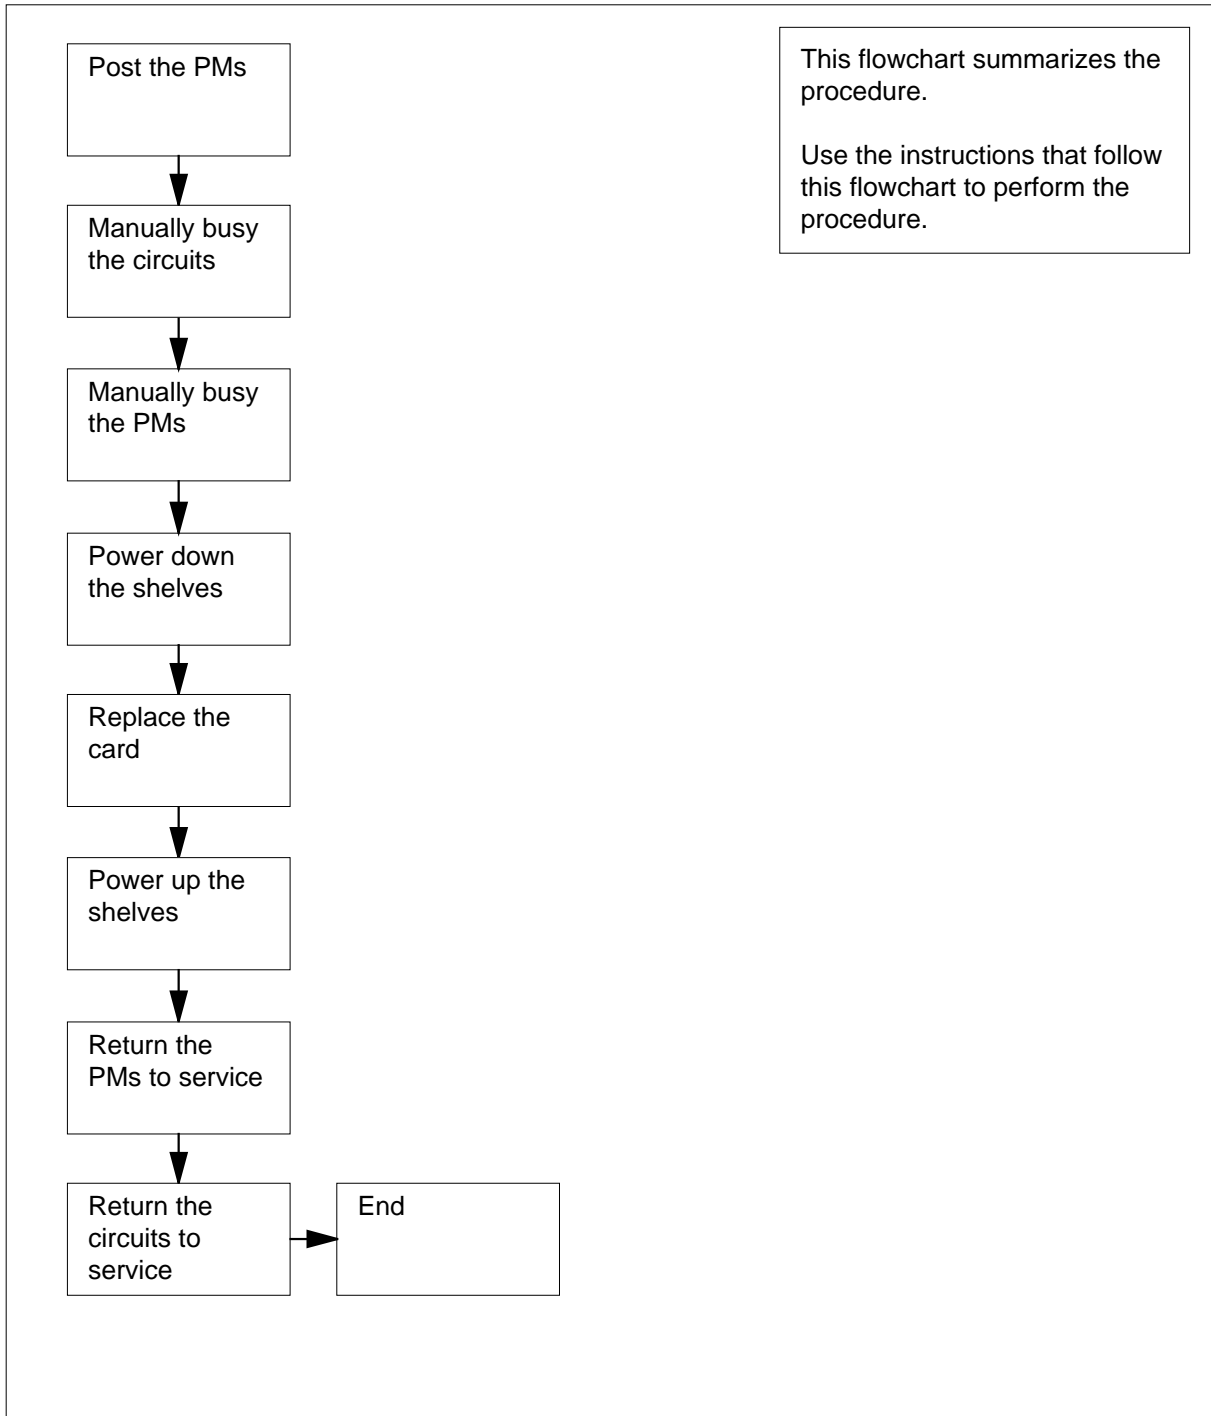 Post the PMs
Manually busy
the circuits
Manually busy
the PMs
Power down
the shelves
Replace the
card
Power up the
shelves
Return the
PMs to service
Return the
circuits to
service
End
This flowchart summarizes the
procedure.
Use the instructions that follow
this flowchart to perform the
procedure.